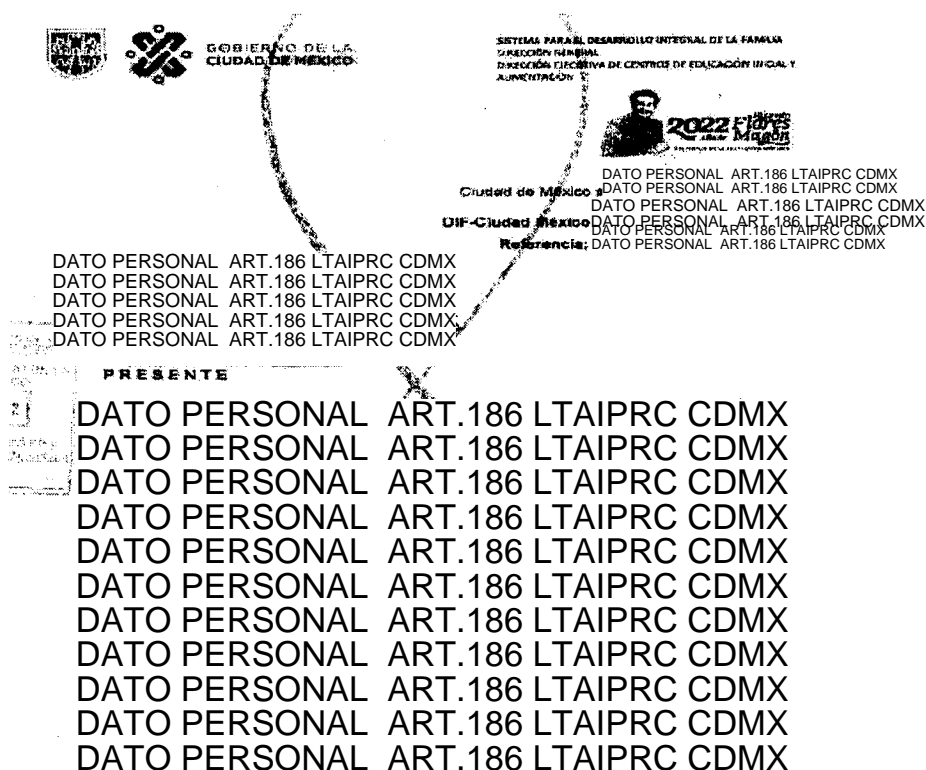 GOBIERNO DE LA
CIUDAD DE MÉXICO
SISTEMA PARA EL DESARROLLO INTEGRAL DE LA FAMILIA
DIRECCIÓN GENERAL
DIRECCIÓN EJECUTIVA DE CENTROS DE EDUCACIÓN INICIAL Y
ALIMENTACIÓN
2022 Flores
Magón
DATO PERSONAL ART.186 LTAIPRC CDMX
Ciudad de México a DATO PERSONAL ART.186 LTAIPRC CDMX
DATO PERSONAL ART.186 LTAIPRC CDMX
DIF-Ciudad México DATO PERSONAL ART.186 LTAIPRC CDMX
DATO PERSONAL ART.186 LTAIPRC CDMX
Referencia: DATO PERSONAL ART.186 LTAIPRC CDMX
DATO PERSONAL ART.186 LTAIPRC CDMX
DATO PERSONAL ART.186 LTAIPRC CDMX
DATO PERSONAL ART.186 LTAIPRC CDMX
DATO PERSONAL ART.186 LTAIPRC CDMX
DATO PERSONAL ART.186 LTAIPRC CDMX
PRESENTE
DATO PERSONAL ART.186 LTAIPRC CDMX
DATO PERSONAL ART.186 LTAIPRC CDMX
DATO PERSONAL ART.186 LTAIPRC CDMX
DATO PERSONAL ART.186 LTAIPRC CDMX
DATO PERSONAL ART.186 LTAIPRC CDMX
DATO PERSONAL ART.186 LTAIPRC CDMX
DATO PERSONAL ART.186 LTAIPRC CDMX
DATO PERSONAL ART.186 LTAIPRC CDMX
DATO PERSONAL ART.186 LTAIPRC CDMX
DATO PERSONAL ART.186 LTAIPRC CDMX
DATO PERSONAL ART.186 LTAIPRC CDMX